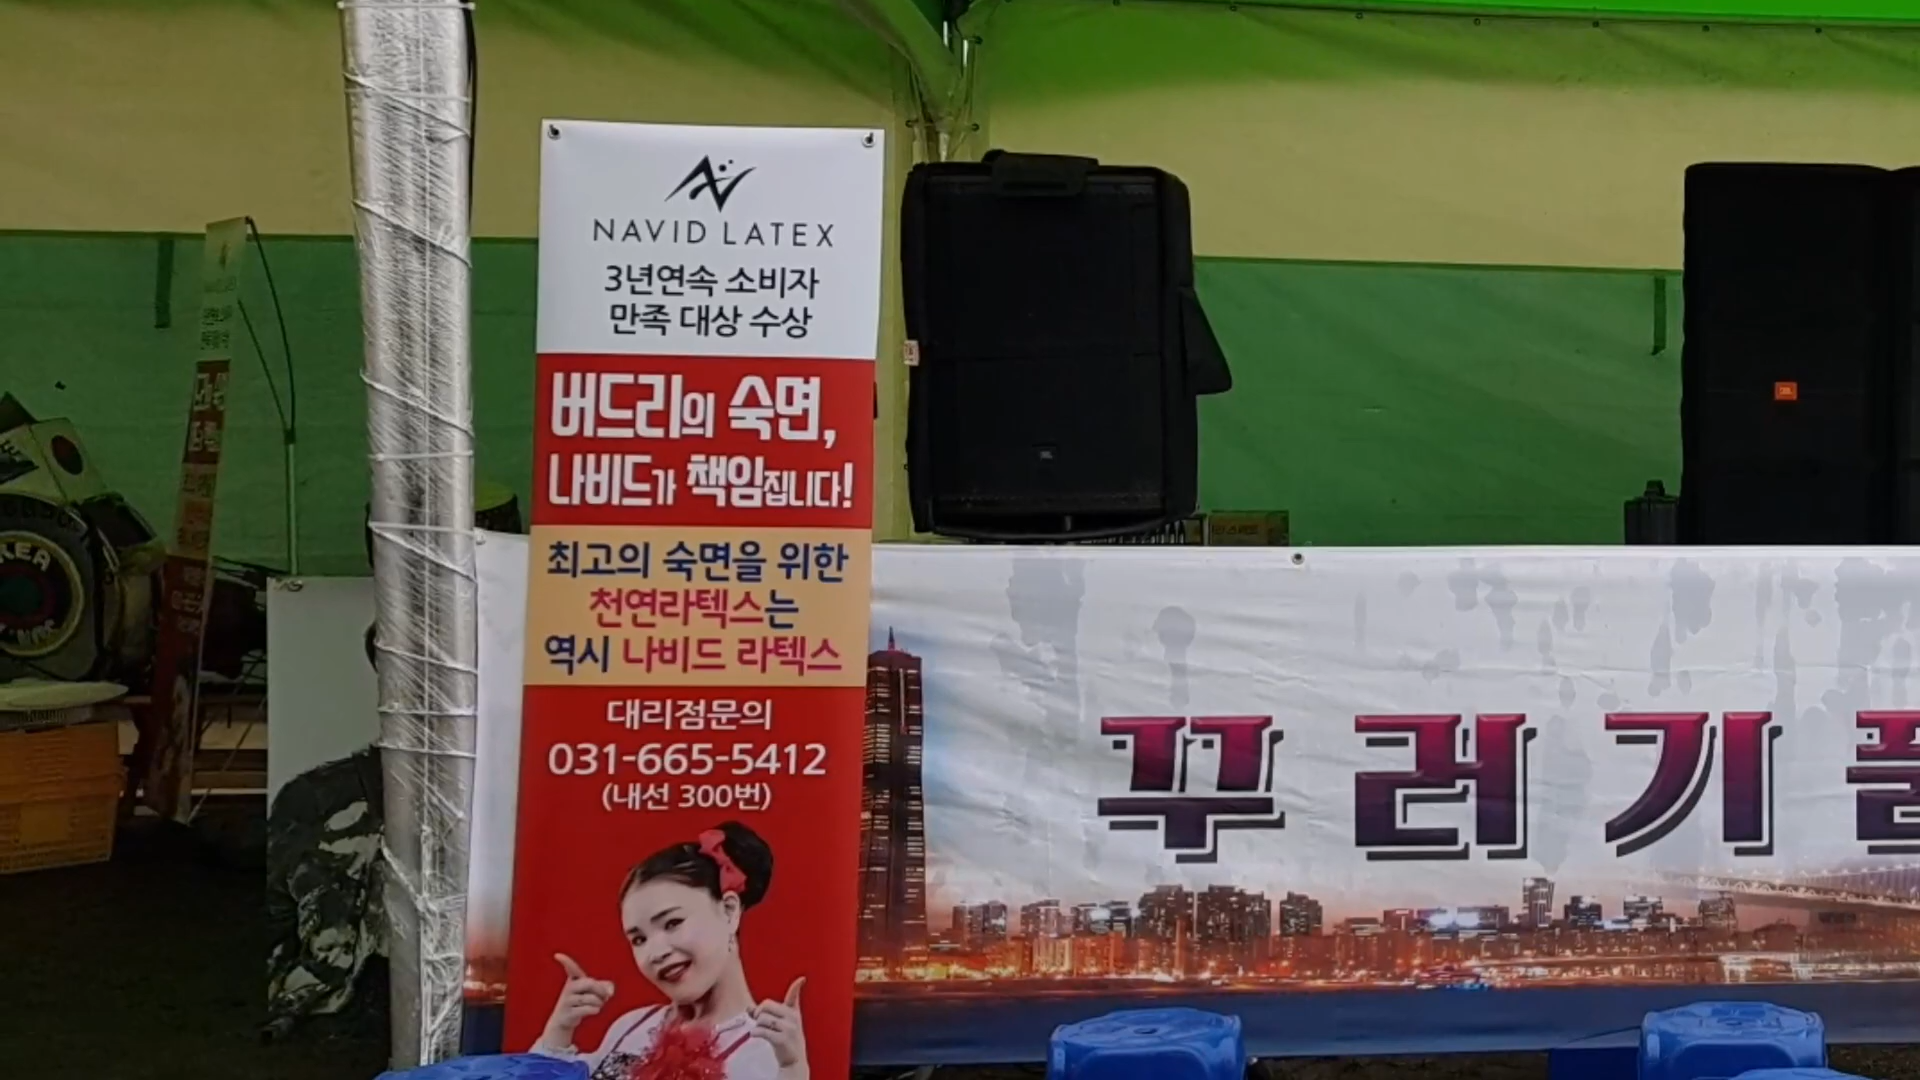 NAVID LATEX
3년연속 소비자
만족 대상 수상
버드리의 숙면,
나비드가 책임집니다!
최고의 숙면을 위한
천연라텍스는
역시 나비드 라텍스
대리점문의
031-665-5412
(내선 300번)
꾸러기품
JBL
KEA